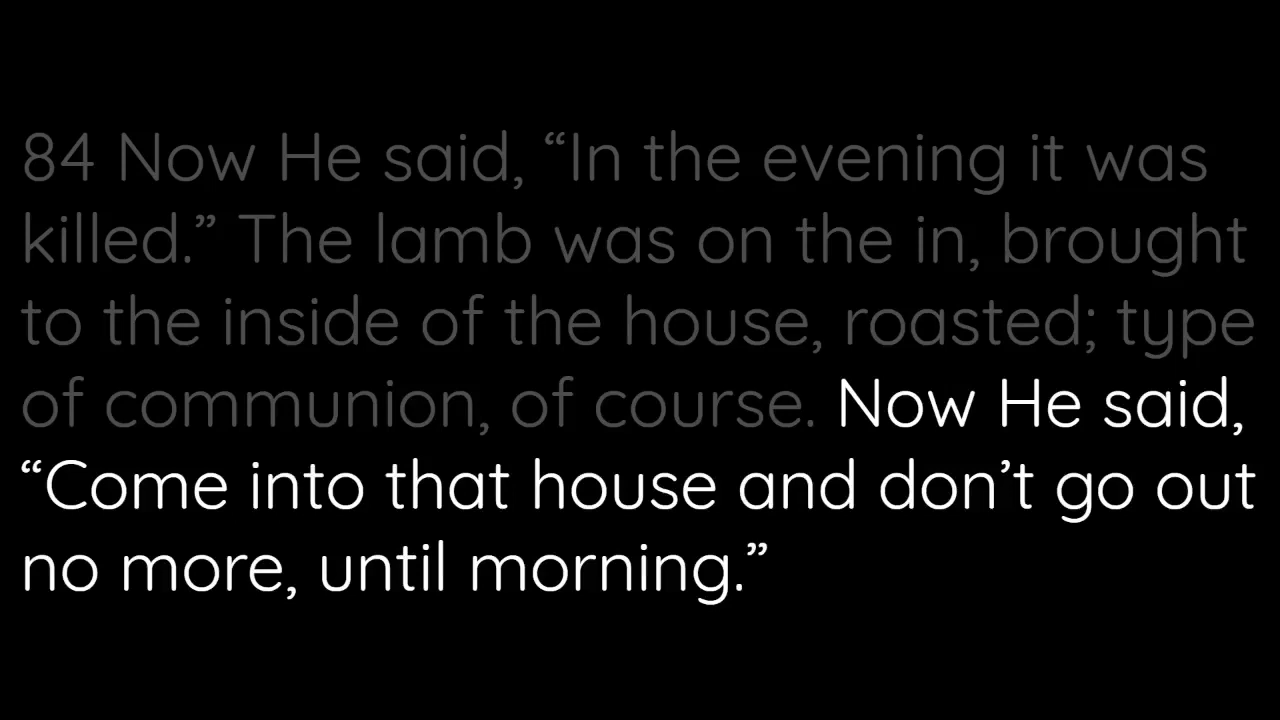 84 Now He said, “In the evening it was
killed.” The lamb was on the in, brought
to the inside of the house, roasted; type
of communion, of course. Now He said,
“Come into that house and don’t go out
no more, until morning.”